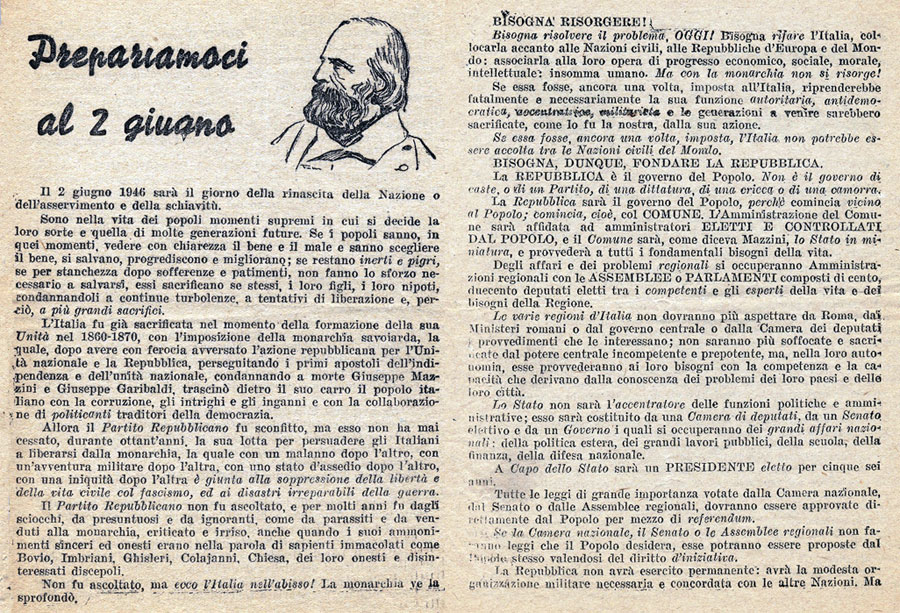 Prepariamoci
al 2 giugno
Il 2 giugno 1946 sarà il giorno della rinascita della Nazione o
dell'asservimento e della schiavitù.
Sono nella vita dei popoli momenti supremi in cui si decide la
loro sorte e quella di molte generazioni future. Se i popoli sanno, in
quei momenti, vedere con chiarezza il bene e il male e sanno scegliere
il bene, si salvano, progrediscono e migliorano; se restano inerti e pigri,
se per stanchezza dopo sofferenze e patimenti, non fanno lo sforzo ne-
cessario a salvarsi, essi sacrificano se stessi, i loro figli, i loro nipoti,
condannandoli a continue turbolenze, a tentativi di liberazione e, per-
ciò, a più grandi sacrifici.
L'Italia fu già sacrificata nel momento della formazione della sua
Unità nel 1860-1870, con l'imposizione della monarchia savoiarda, la
quale, dopo avere con ferocia avversato l'azione repubblicana per l'Uni-
tà nazionale e la Repubblica, perseguitando i primi apostoli dell'indi-
pendenza e dell'unità nazionale, condannando a morte Giuseppe Maz-
zini e Giuseppe Garibaldi, trascinò dietro il suo carro il popolo ita-
liano con la corruzione, gli intrighi e gli inganni e con la collaborazio-
ne di politicanti traditori della democrazia.
Allora il Partito Repubblicano fu sconfitto, ma esso non ha mai
cessato, durante ottant'anni, la sua lotta per persuadere gli Italiani
a liberarsi dalla monarchia, la quale con un malanno dopo l'altro, con
un'avventura militare dopo l'altra, con uno stato d'assedio dopo l'altro,
con una iniquità dopo l'altra è giunta alla soppressione della libertà e
della vita civile col fascismo, ed ai disastri irreparabili della guerra.
Il Partito Repubblicano non fu ascoltato, e per molti fu dagli
sciocchi, da presuntuosi e da ignoranti, come da parassiti e da ven-
duti alla monarchia, criticato e irriso, anche quando i suoi ammoni-
menti sinceri ed onesti erano nella parola di sapienti immacolati come
Bovio, Imbriani, Ghisleri, Colajanni, Chiesa, dei loro onesti e disin-
teressati discepoli.
Non fu ascoltato, ma ecco l'Italia nell'abisso! La monarchia ve la
sprofondò.
BISOGNA RISORGERE!
Bisogna risolvere il problema, OGGI! Bisogna rifare l'Italia, col-
locarla accanto alle Nazioni civili, alle Repubbliche d'Europa e del Mon-
do: associarla alla loro opera di progresso economico, sociale, morale,
intellettuale: insomma umano. Ma con la monarchia non si risorge!
Se essa fosse, ancora una volta, imposta all'Italia, riprenderebbe
fatalmente e necessariamente la sua funzione autoritaria, antidemo-
cratica, accentratrice, militarista e le generazioni a venire sarebbero
sacrificate, come lo fu la nostra, dalla sua azione.
Se essa fosse, ancora una volta, imposta, l'Italia non potrebbe es-
sere accolta tra le Nazioni civili del Mondo.
BISOGNA, DUNQUE, FONDARE LA REPUBBLICA.
La REPUBBLICA è il governo del Popolo. Non è il governo di
caste, o di un Partito, di una dittatura, di una cricca o di una camorra.
La Repubblica sarà il governo del Popolo, perchè comincia vicino
al Popolo; comincia, cioè, col COMUNE. L'Amministrazione del Comu-
ne sarà affidata ad amministratori ELETTI E CONTROLLATI
DAL POPOLO, e il Comune sarà, come diceva Mazzini, lo Stato in mi-
niatura, e provvederà a tutti i fondamentali bisogni della vita.
Degli affari e dei problemi regionali si occuperanno Amministra-
zioni regionali con le ASSEMBLEE o PARLAMENTI composti di cento,
duecento deputati eletti tra i competenti e gli esperti della vita e dei
bisogni della Regione.
Le varie regioni d'Italia non dovranno più aspettare da Roma, dai
Ministeri romani o dal governo centrale o dalla Camera dei deputati
i provvedimenti che le interessano; non saranno più soffocate e sacri-
ficate dal potere centrale incompetente e prepotente, ma, nella loro auto-
nomia, esse provvederanno ai loro bisogni con la competenza e la ca-
pacità che derivano dalla conoscenza dei problemi dei loro paesi e delle
loro città.
Lo Stato non sarà l'accentratore delle funzioni politiche e ammi-
nistrative; esso sarà costituito da una Camera di deputati, da un Senato
elettivo e da un Governo i quali si occuperanno dei grandi affari nazio-
nali: della politica estera, dei grandi lavori pubblici, della scuola, della
finanza, della difesa nazionale.
A Capo dello Stato sarà un PRESIDENTE eletto per cinque sei
anni.
Tutte le leggi di grande importanza votate dalla Camera nazionale,
dal Senato o dalle Assemblee regionali, dovranno essere approvate di-
rettamente dal Popolo per mezzo di referendum.
Se la Camera nazionale, il Senato o le Assemblee regionali non fa-
ranno leggi che il Popolo desidera, esse potranno essere proposte dal
Popolo stesso valendosi del diritto d'iniziativa.
La Repubblica non avrà esercito permanente: avrà la modesta or-
ganizzazione militare necessaria e concordata con le altre Nazioni. Ma